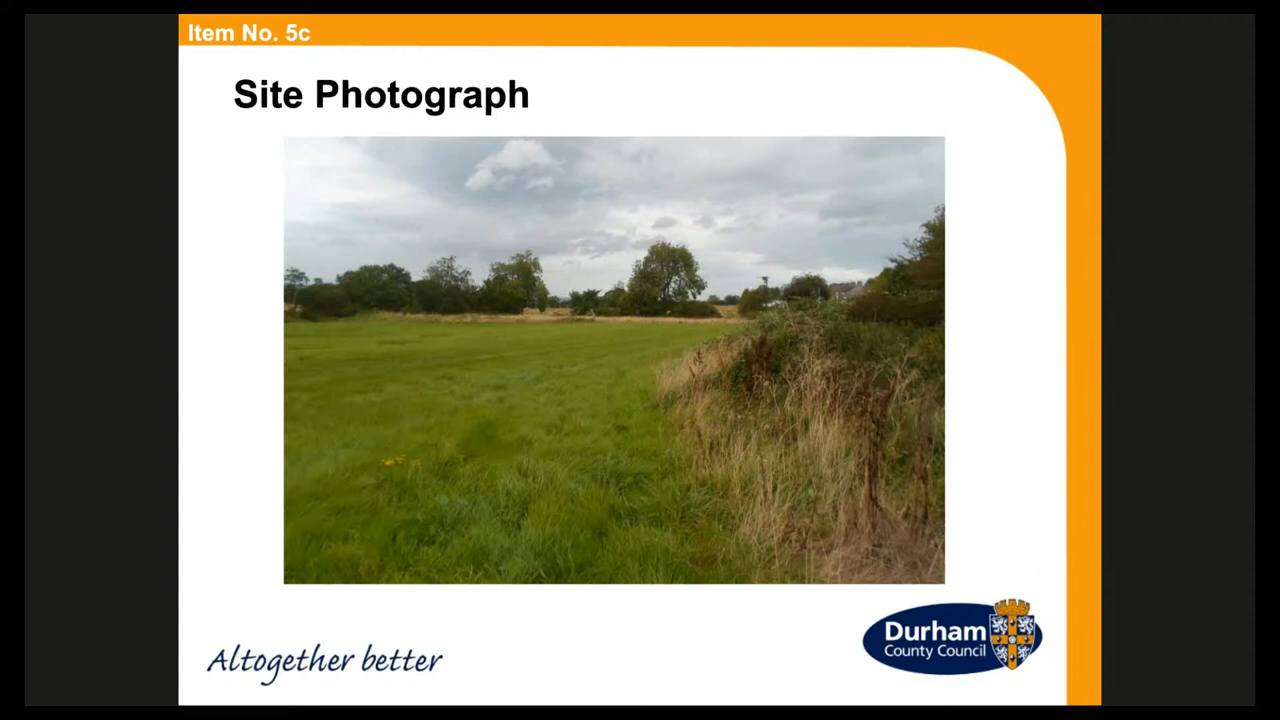 Item No. 5c
Site Photograph
Altogether better
Durham
County Council